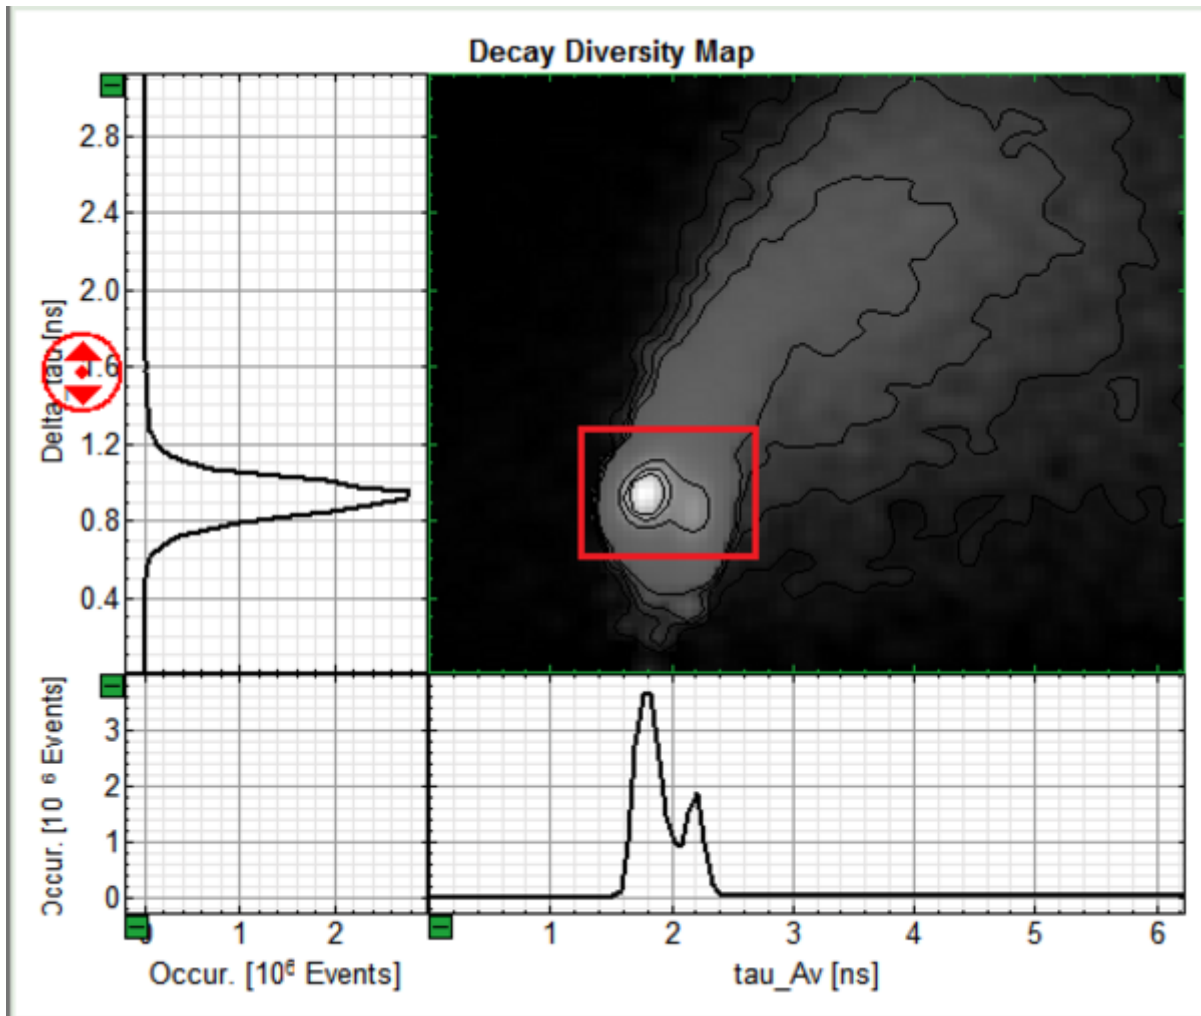 Decay Diversity Map
2.8
2.4
2.0
1.6
1.2
0.8
0.4
Delta_tau [ns]
3
2
1
0
Occur. [10 6 Events]
0 1 2
Occur. [10⁶ Events]
1 2 3 4 5 6
tau_Av [ns]